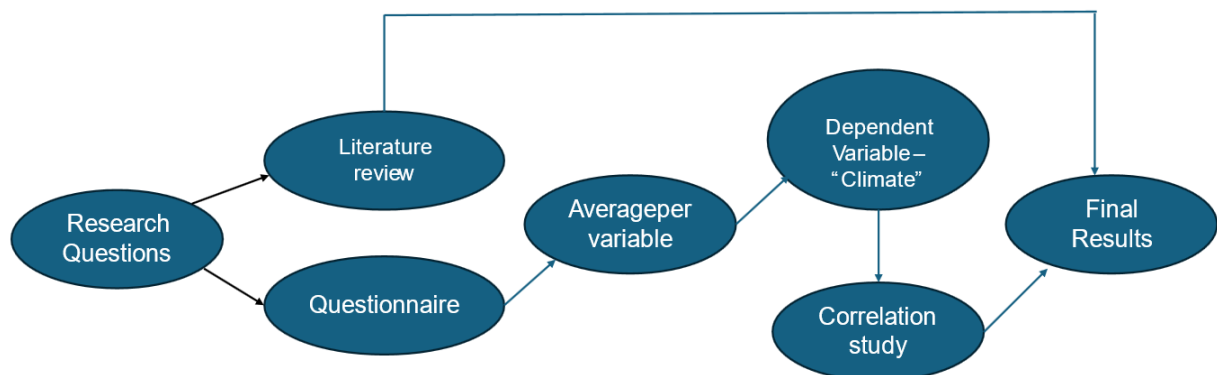 Literature
review
Dependent
Variable–
“Climate”
Research
Questions
Averageper
variable
Final
Results
Questionnaire
Correlation
study